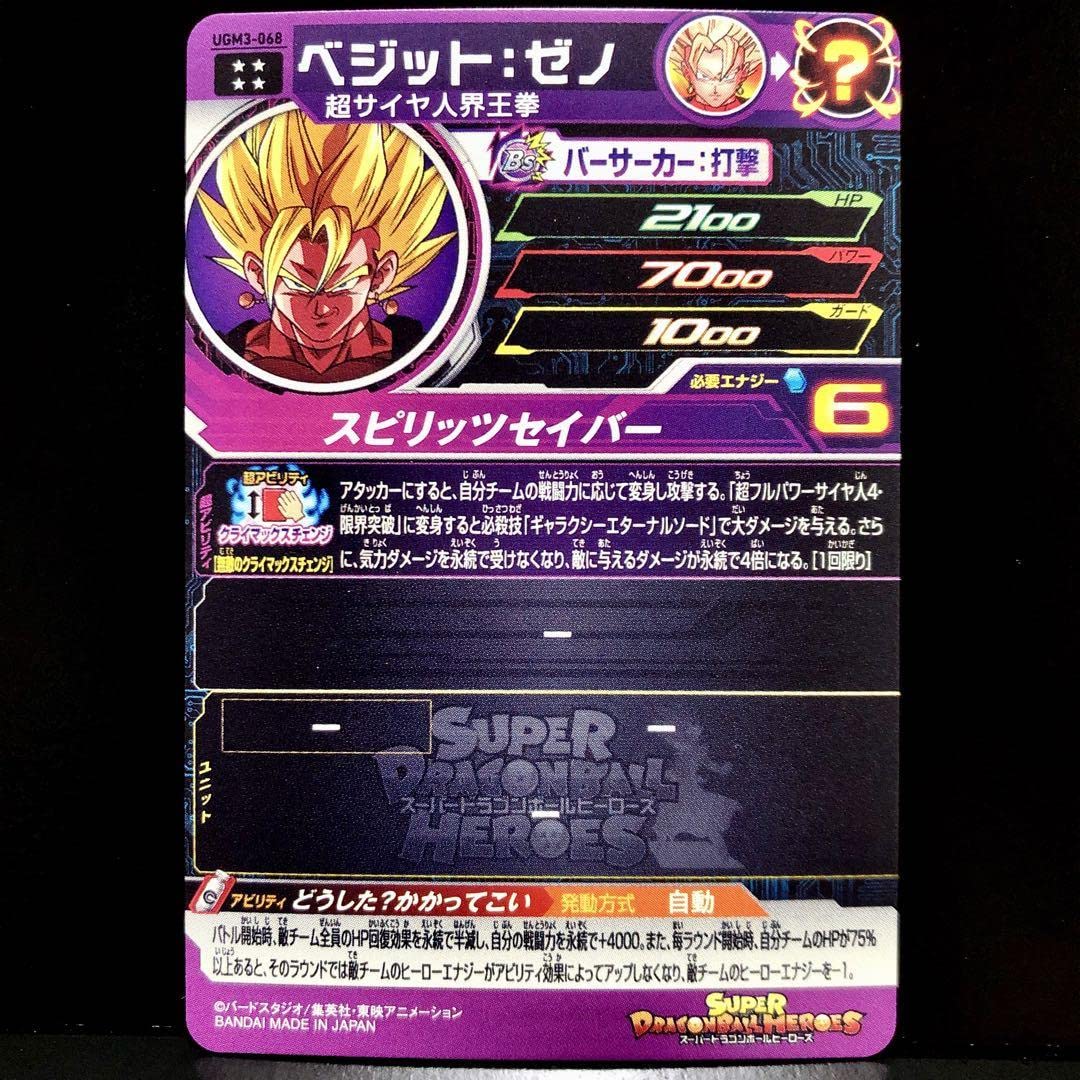 UGM3-068
★★
★★
ベジット:ゼノ
超サイヤ人界王拳
?
Bs バーサーカー:打撃
HP
2100
パワー
7000
ガード
1000
必要エナジー
6
スピリッツセイバー
超アビリティ
超アビリティ
クライマックスチェンジ
[無敵のクライマックスチェンジ]
アタッカーにすると、自分チームの戦闘力に応じて変身し攻撃する。「超フルパワーサイヤ人4・
限界突破」に変身すると必殺技「ギャラクシーエターナルソード」で大ダメージを与える。さら
に、気力ダメージを永続で受けなくなり、敵に与えるダメージが永続で4倍になる。[1回限り]
ー
ユニット
ー
ー
ー
SUPER
DRAGONBALL
スーパードラゴンボールヒーローズ
HEROES
アビリティ どうした?かかってこい 発動方式 自動
バトル開始時、敵チーム全員のHP回復効果を永続で半減し、自分の戦闘力を永続で+4000。また、毎ラウンド開始時、自分チームのHPが75%
以上あると、そのラウンドでは敵チームのヒーローエナジーがアビリティ効果によってアップしなくなり、敵チームのヒーローエナジーを-1。
©バードスタジオ/集英社・東映アニメーション
BANDAI MADE IN JAPAN
SUPER
DRAGONBALL HEROES
スーパードラゴンボールヒーローズ